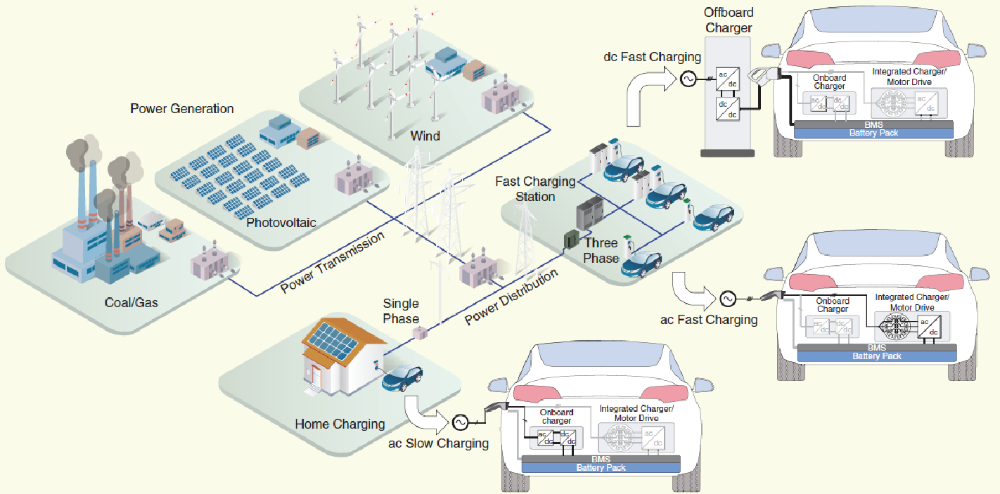 Power Generation
Wind
Photovoltaic
Coal/Gas
Power Transmission
Power Distribution
Single
Phase
Home Charging
Fast Charging
Station
Three
Phase
dc Fast Charging
Offboard
Charger
ac
dc
dc
dc
Onboard
Charger
ac
dc
dc
dc
Integrated Charger/
Motor Drive
ac
dc
BMS
Battery Pack
ac Fast Charging
Onboard
Charger
ac
dc
dc
dc
Integrated Charger/
Motor Drive
ac
dc
BMS
Battery Pack
ac Slow Charging
Onboard
charger
ac
dc
dc
dc
Integrated Charger/
Motor Drive
ac
dc
BMS
Battery Pack